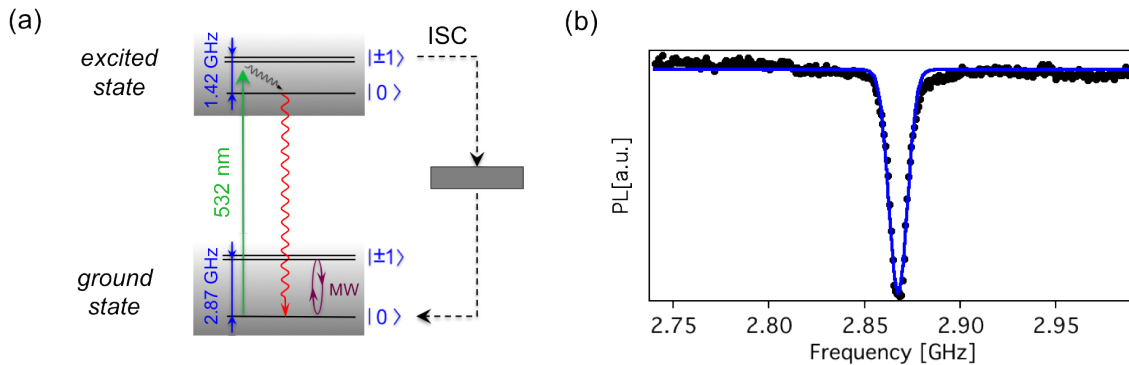 (a)
excited
state
1.42 GHz
|±1⟩
|0⟩
ISC
532 nm
ground
state
2.87 GHz
|±1⟩
MW
|0⟩
(b)
PL[a.u.]
2.75 2.80 2.85 2.90 2.95
Frequency [GHz]